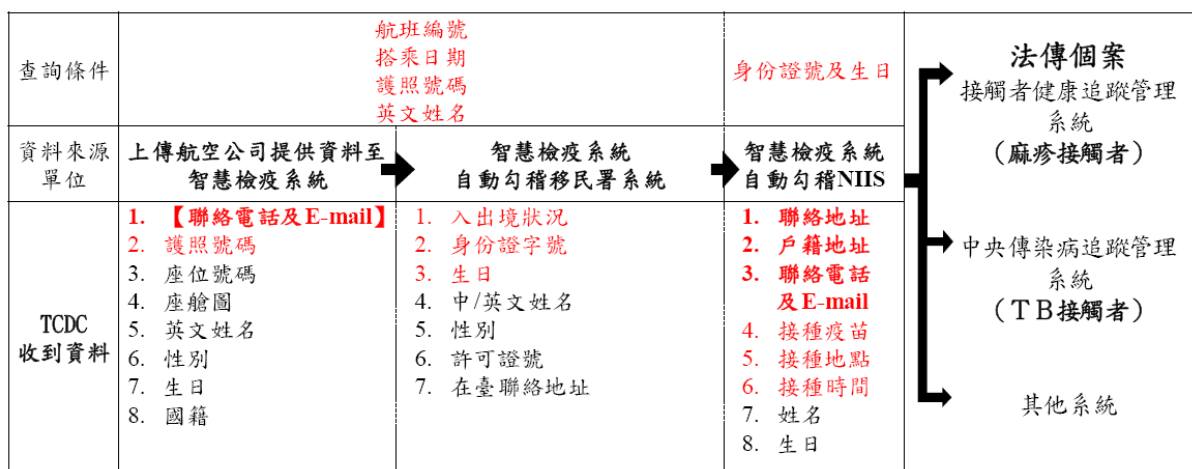 查詢條件
航班編號
搭乘日期
護照號碼
英文姓名
身份證號及生日
資料來源
單位
上傳航空公司提供資料至
智慧檢疫系統
智慧檢疫系統
自動勾稽移民署系統
智慧檢疫系統
自動勾稽NIIS
TCDC
收到資料
1. 【聯絡電話及E-mail】
2. 護照號碼
3. 座位號碼
4. 座艙圖
5. 英文姓名
6. 性別
7. 生日
8. 國籍
1. 入出境狀況
2. 身份證字號
3. 生日
4. 中/英文姓名
5. 性別
6. 許可證號
7. 在臺聯絡地址
1. 聯絡地址
2. 戶籍地址
3. 聯絡電話
及E-mail
4. 接種疫苗
5. 接種地點
6. 接種時間
7. 姓名
8. 生日
法傳個案
接觸者健康追蹤管理
系統
（麻疹接觸者）
中央傳染病追蹤管理
系統
（ＴＢ接觸者）
其他系統